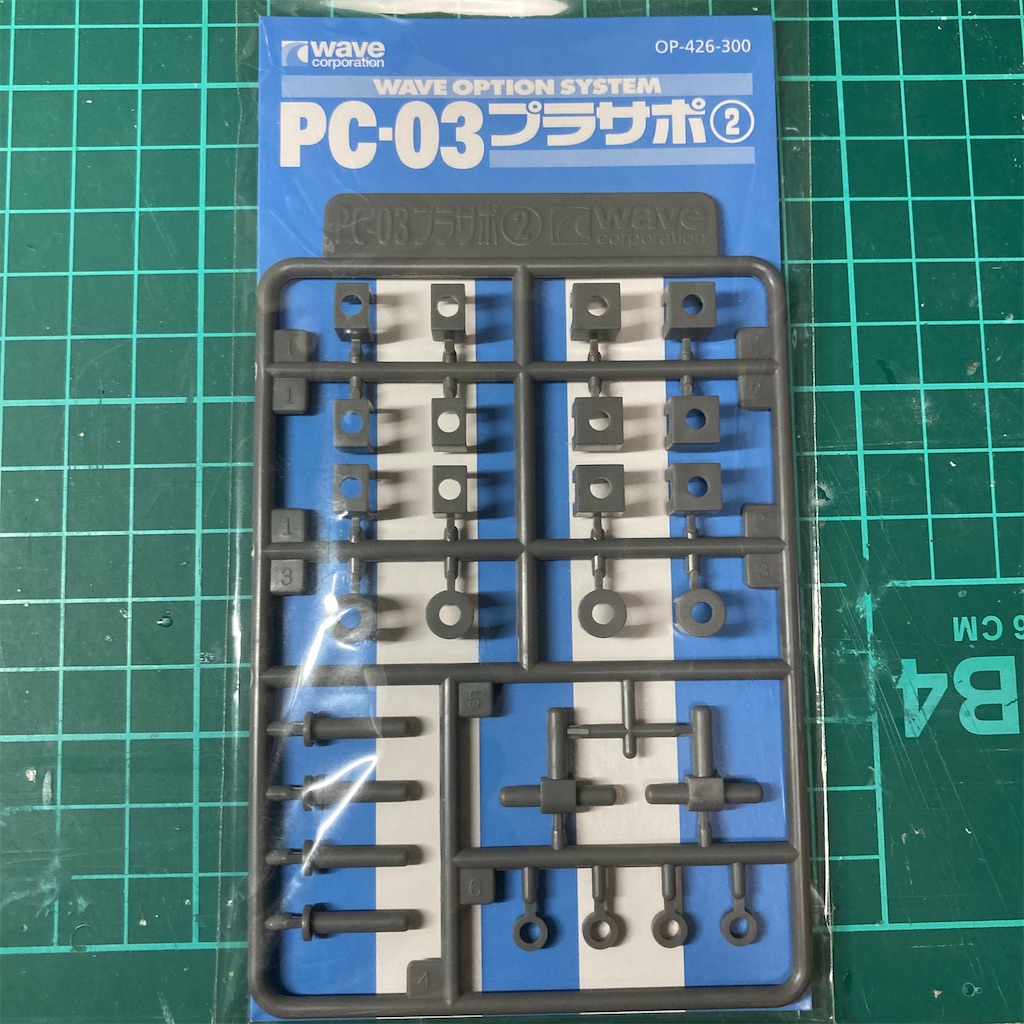 wave
corporation
OP-426-300
WAVE OPTION SYSTEM
PC-03プラサポ②
PC-03プラサポ② wave
corporation
1
2
1
2
1
2
3
3
5
6
4
6 CM
B4